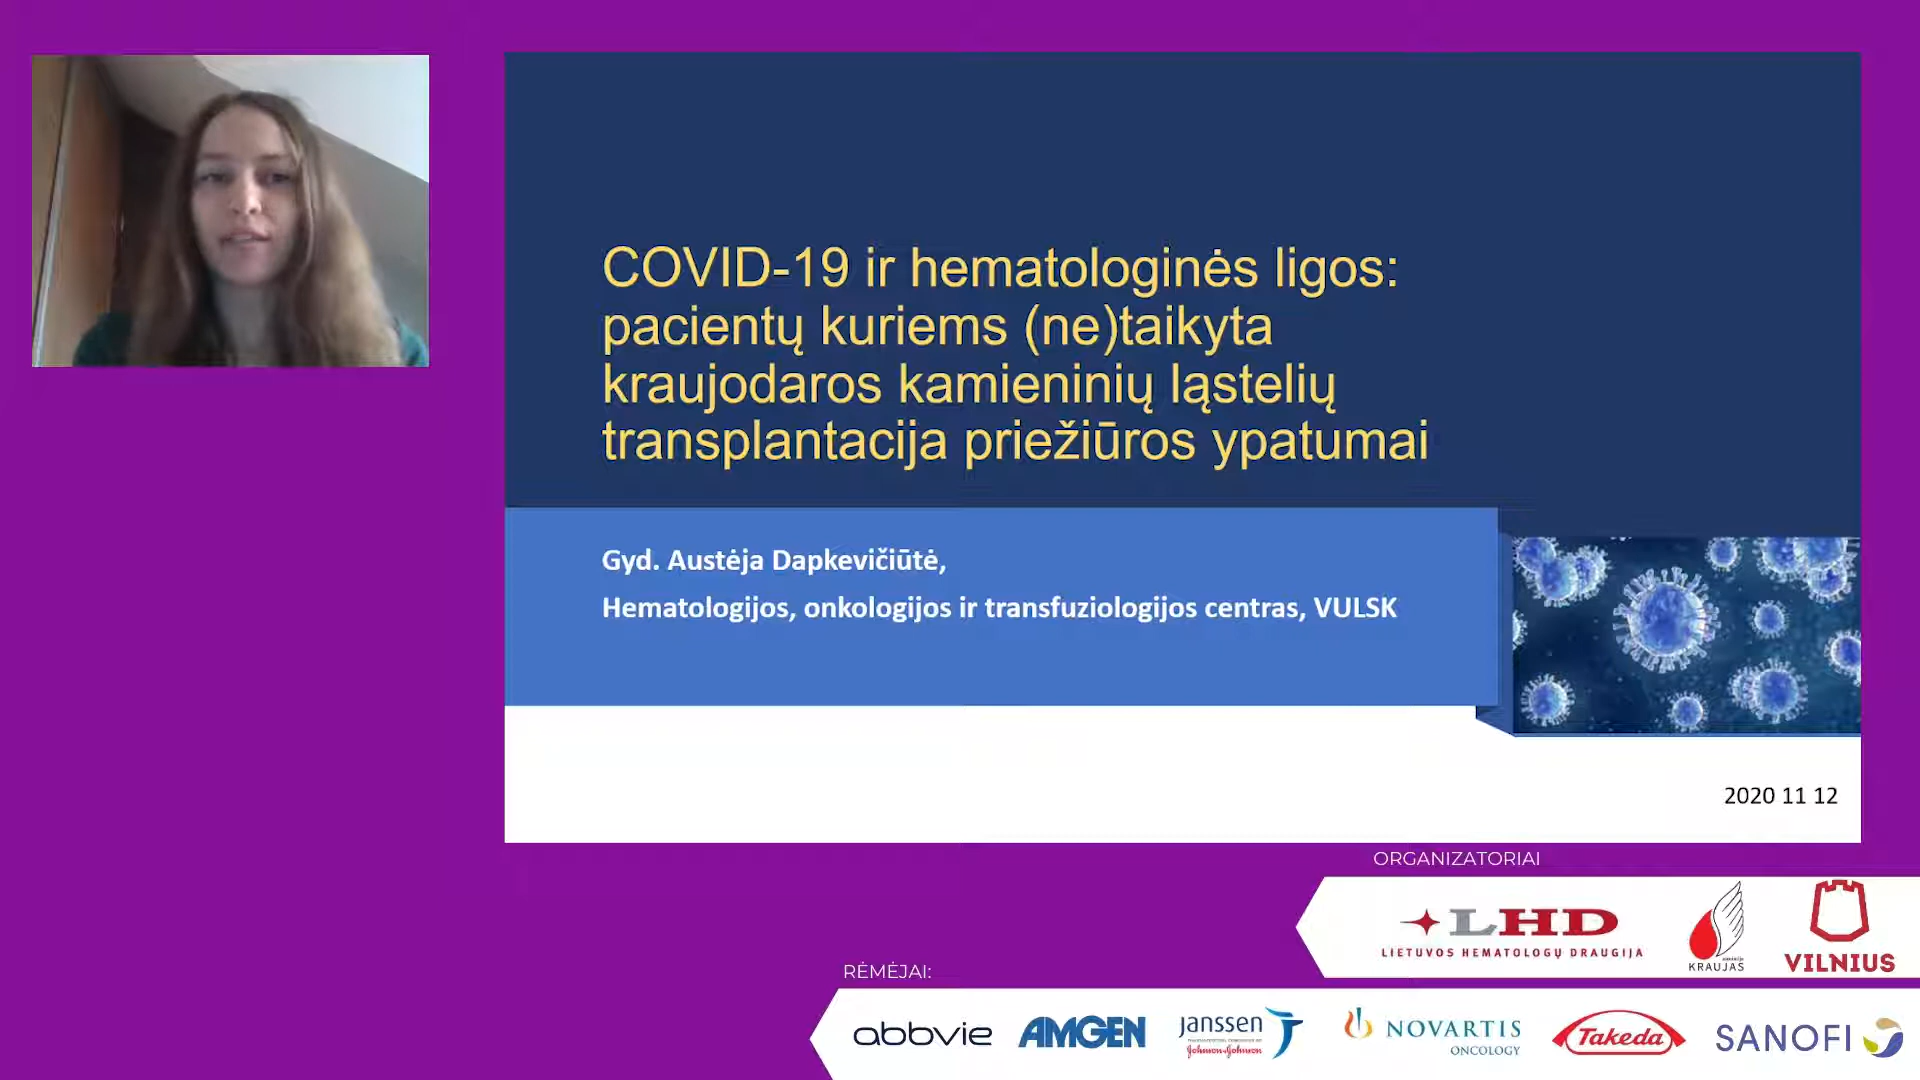 COVID-19 ir hematologinės ligos:
pacientų kuriems (ne)taikyta
kraujodaros kamieninių ląstelių
transplantacija priežiūros ypatumai
Gyd. Austėja Dapkevičiūtė,
Hematologijos, onkologijos ir transfuziologijos centras, VULSK
2020 11 12
ORGANIZATORIAI
LHD
LIETUVOS HEMATOLOGŲ DRAUGIJA
KRAUJAS
VILNIUS
RĖMĖJAI:
abbvie
AMGEN
janssen
Johnson&Johnson
NOVARTIS
ONCOLOGY
Takeda
SANOFI